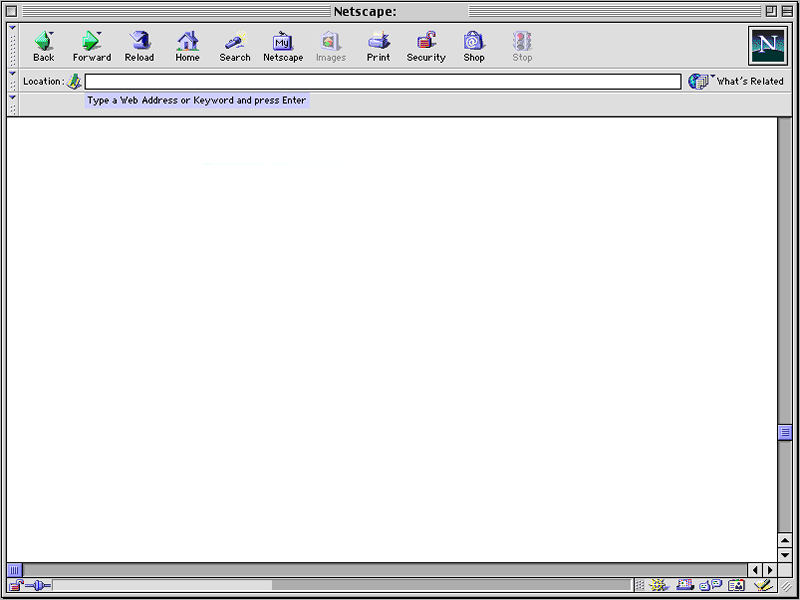 Netscape:
Back Forward Reload Home Search My Netscape Images Print Security Shop Stop N
Location: What's Related
Type a Web Address or Keyword and press Enter